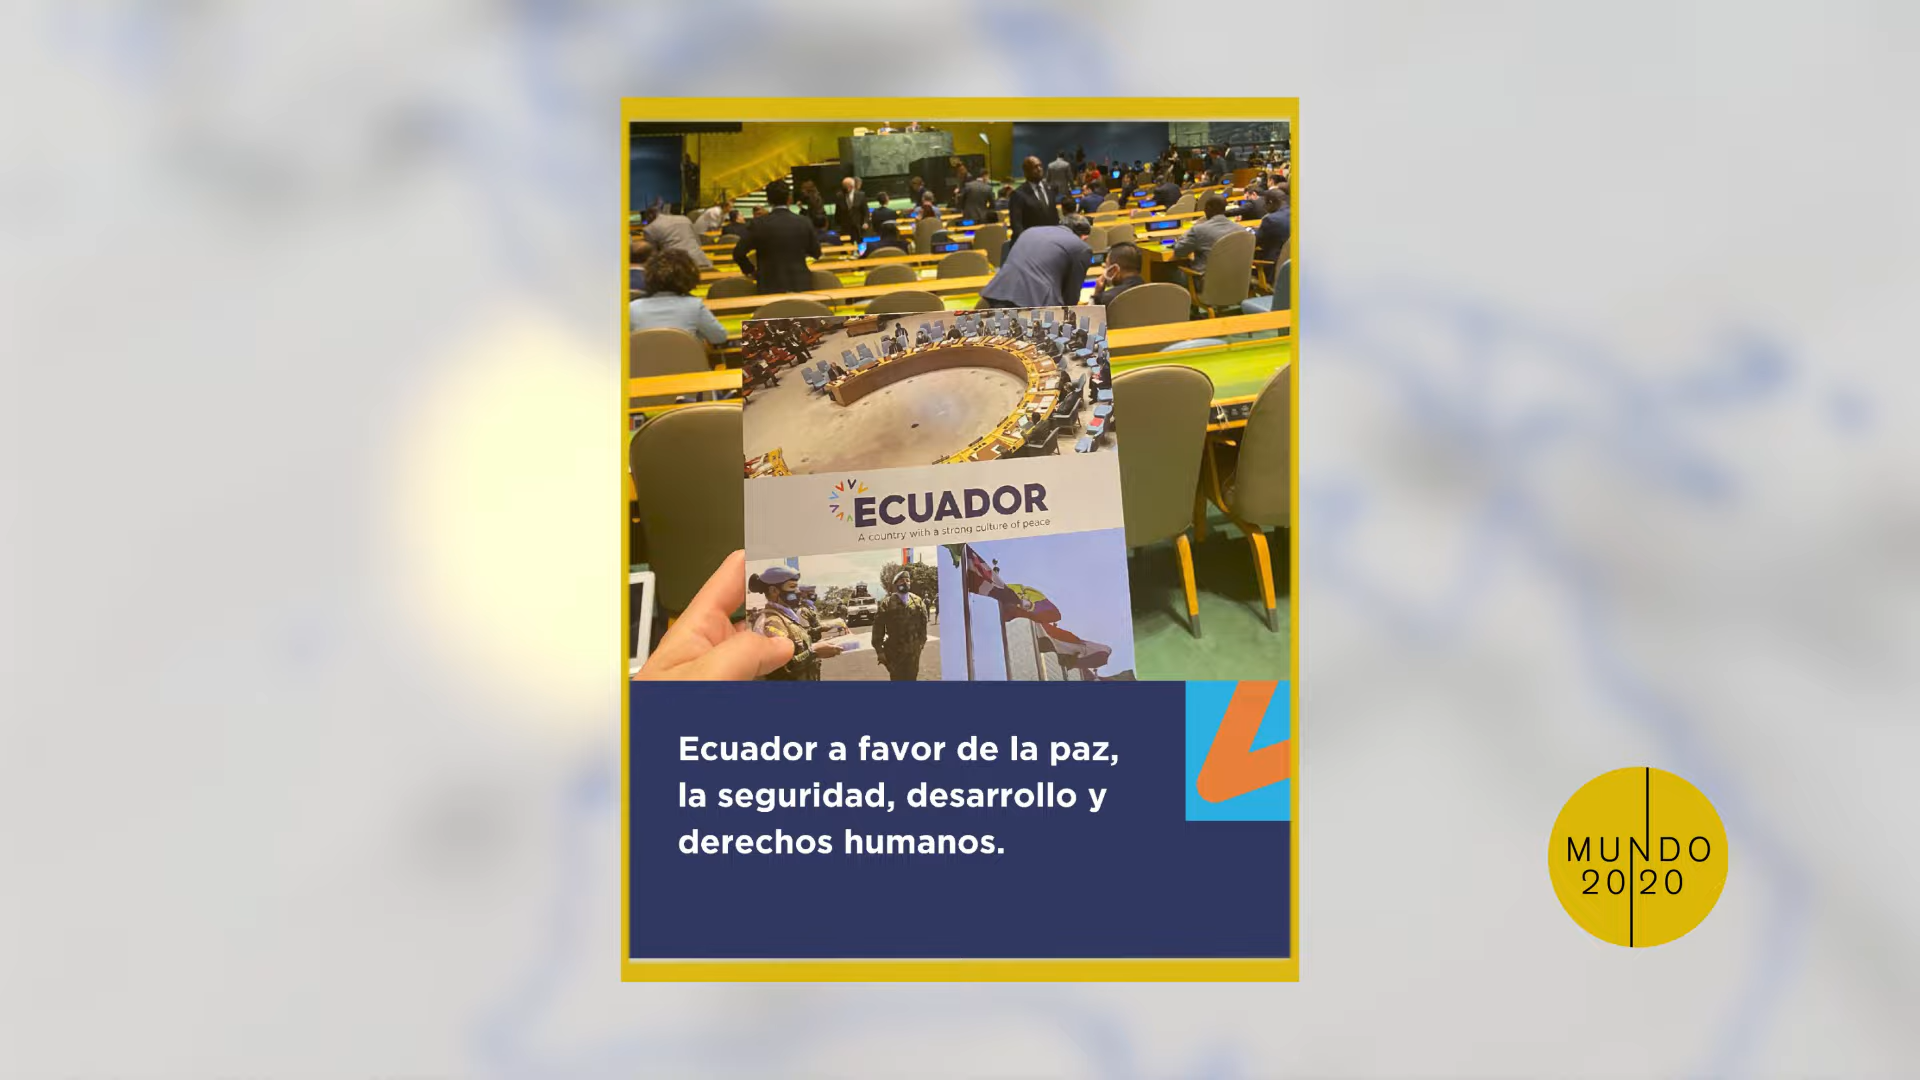 ECUADOR
A country with a strong culture of peace
Ecuador a favor de la paz,
la seguridad, desarrollo y
derechos humanos.
MUNDO
2020